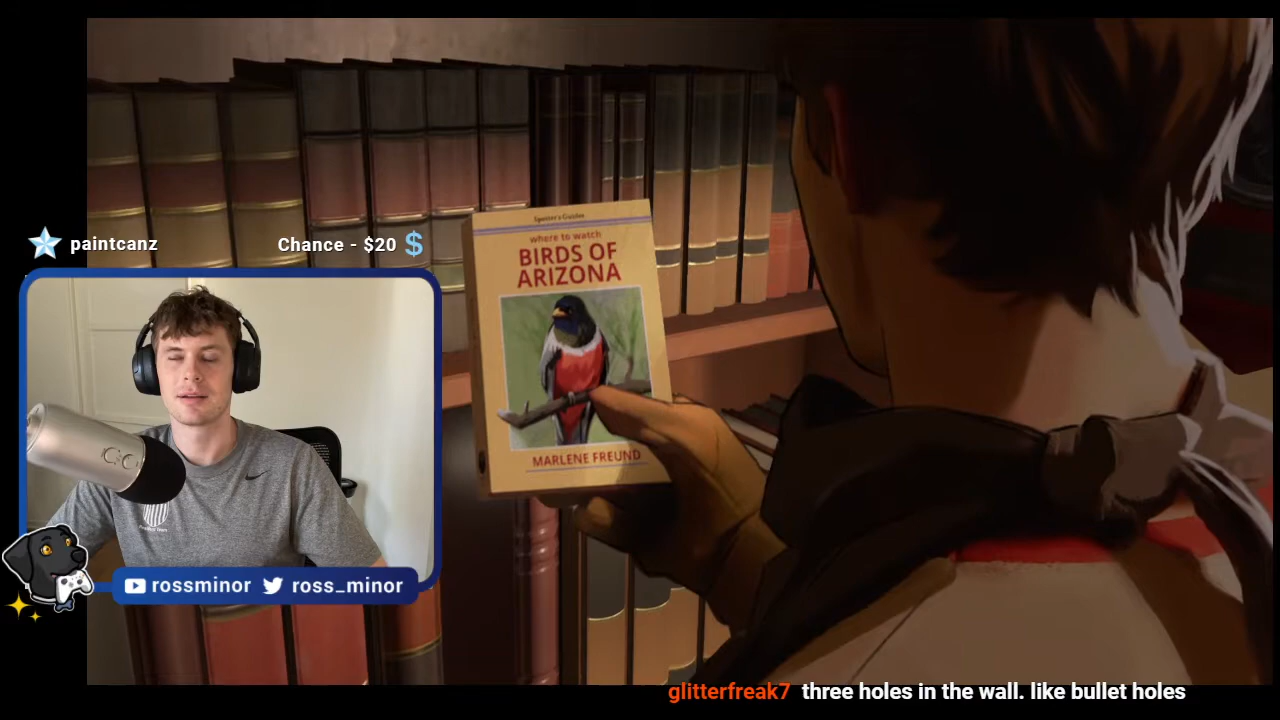 paintcanz
Chance - $20 $
Spotter's Guides
where to watch
BIRDS OF
ARIZONA
MARLENE FREUND
rossminor
ross_minor
glitterfreak7 three holes in the wall. like bullet holes